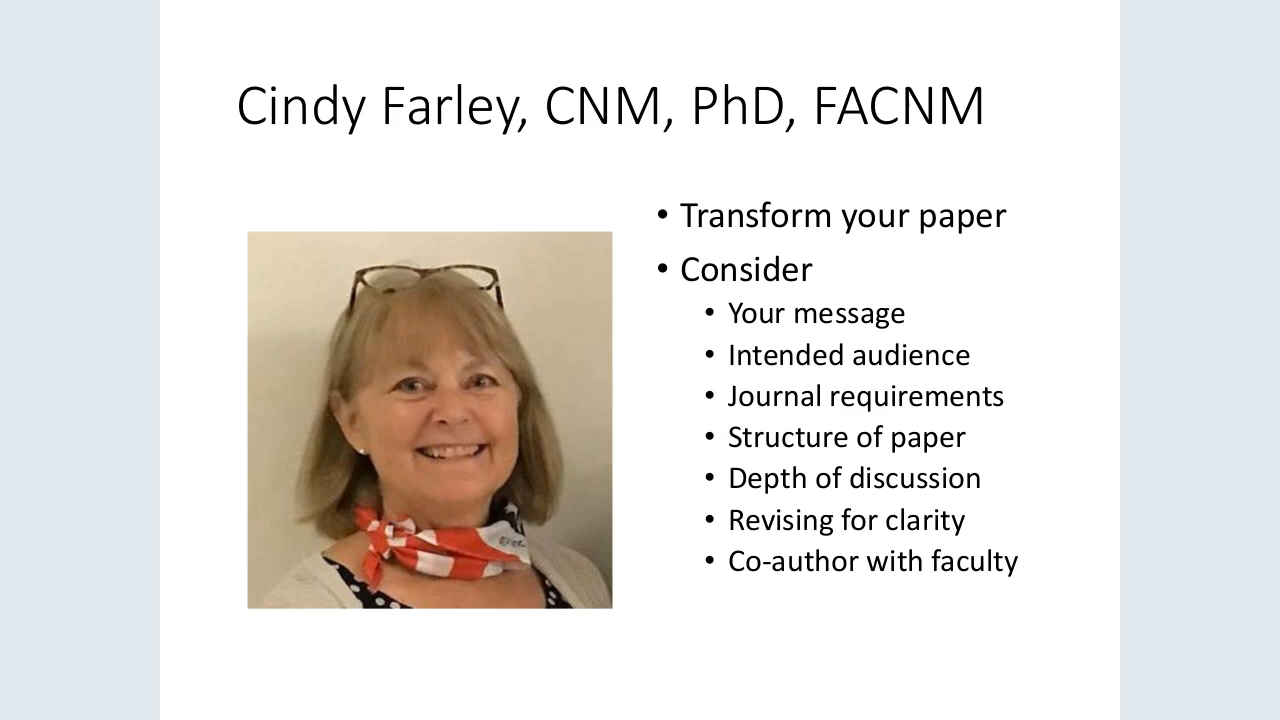 Cindy Farley, CNM, PhD, FACNM
• Transform your paper
• Consider
• Your message
• Intended audience
• Journal requirements
• Structure of paper
• Depth of discussion
• Revising for clarity
• Co-author with faculty